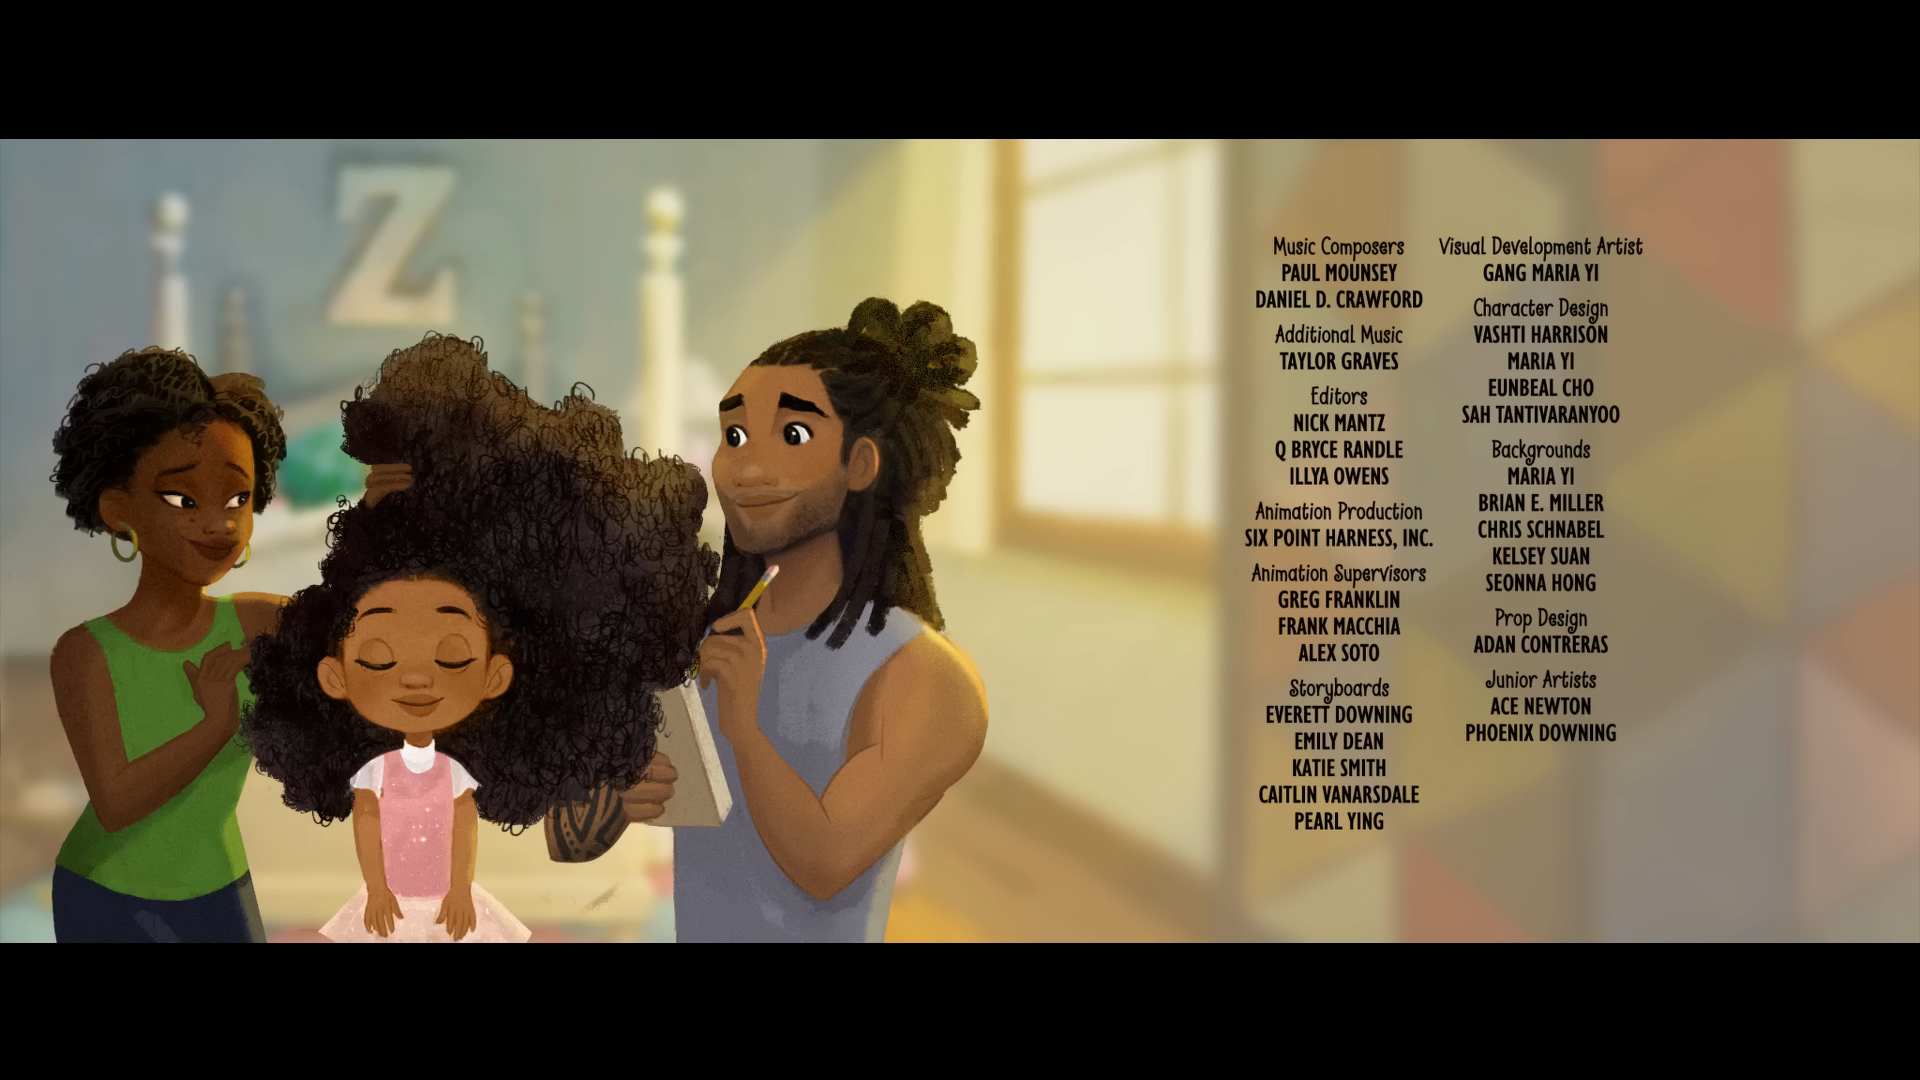 Z
Music Composers
PAUL MOUNSEY
DANIEL D. CRAWFORD
Additional Music
TAYLOR GRAVES
Editors
NICK MANTZ
Q BRYCE RANDLE
ILLYA OWENS
Animation Production
SIX POINT HARNESS, INC.
Animation Supervisors
GREG FRANKLIN
FRANK MACCHIA
ALEX SOTO
Storyboards
EVERETT DOWNING
EMILY DEAN
KATIE SMITH
CAITLIN VANARSDALE
PEARL YING
Visual Development Artist
GANG MARIA YI
Character Design
VASHTI HARRISON
MARIA YI
EUNBEAL CHO
SAH TANTIVARANYOO
Backgrounds
MARIA YI
BRIAN E. MILLER
CHRIS SCHNABEL
KELSEY SUAN
SEONNA HONG
Prop Design
ADAN CONTRERAS
Junior Artists
ACE NEWTON
PHOENIX DOWNING